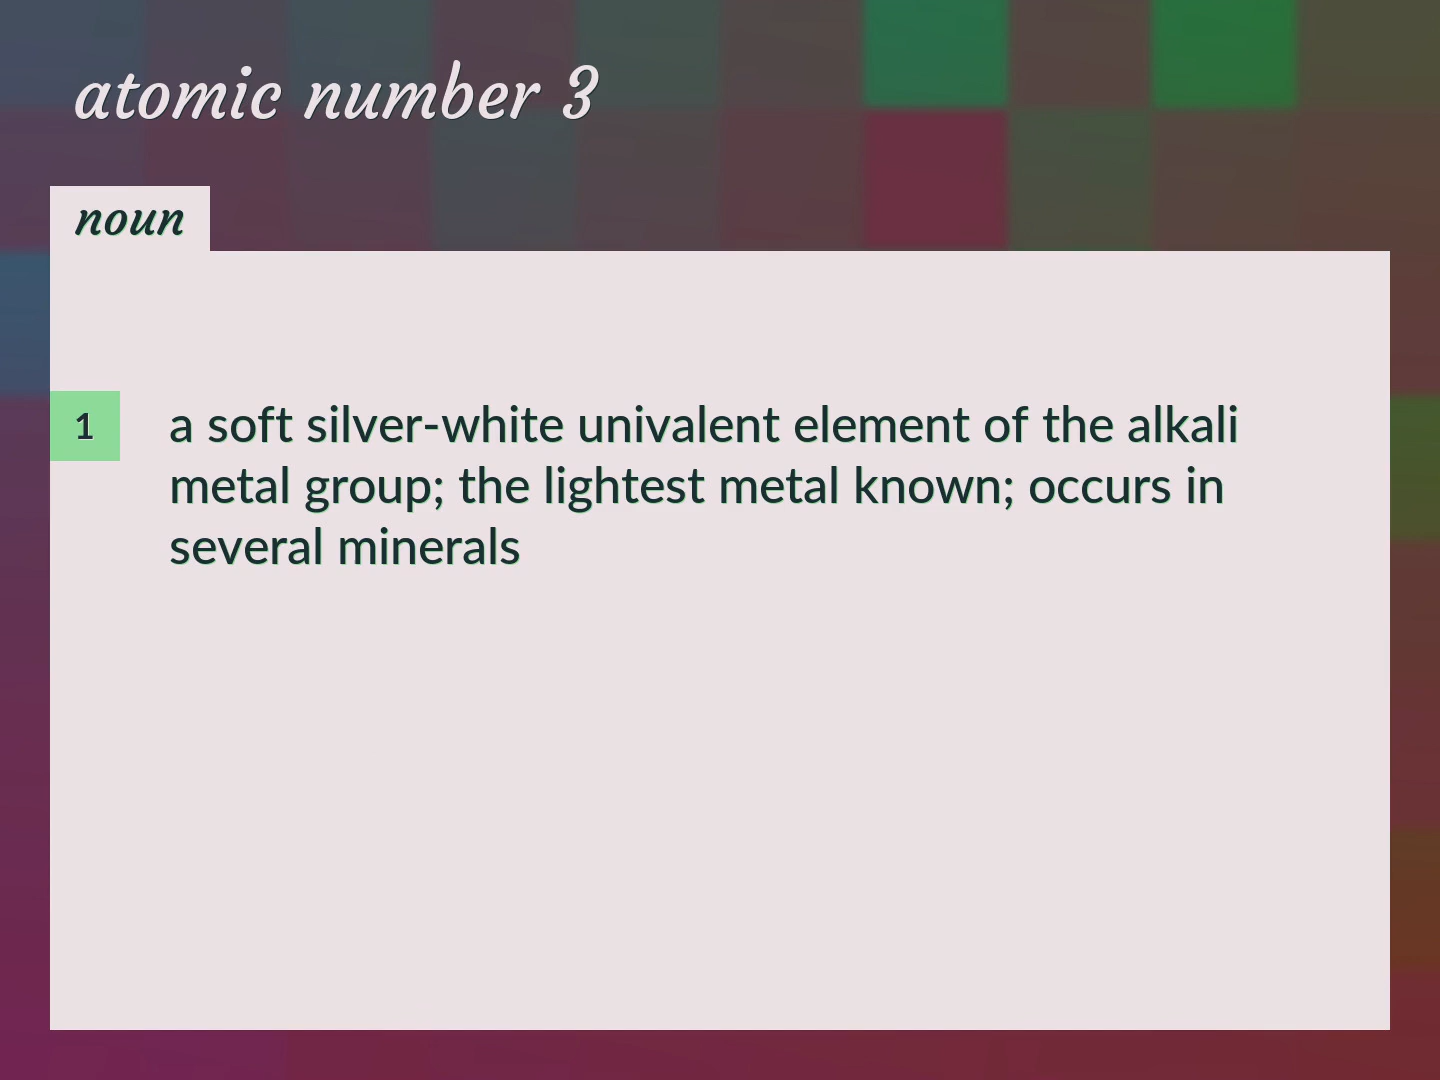 atomic number 3
noun
1
a soft silver-white univalent element of the alkali
metal group; the lightest metal known; occurs in
several minerals